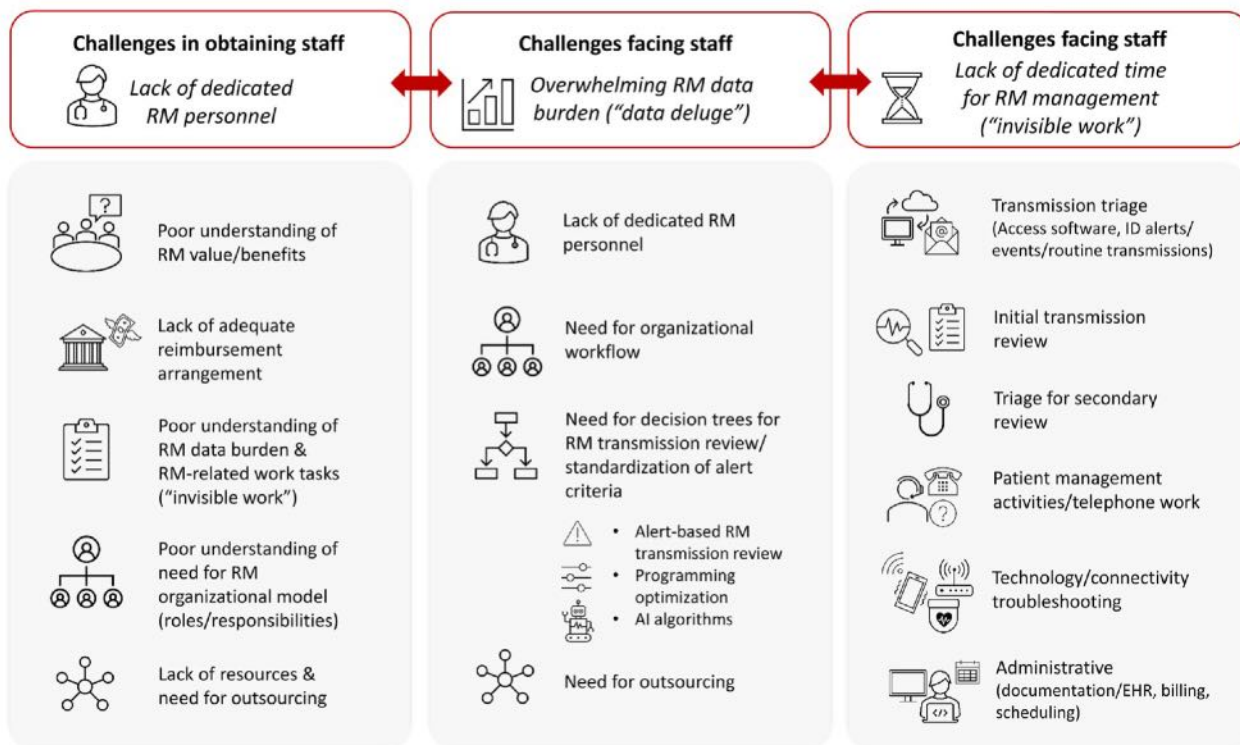 Challenges in obtaining staff
Lack of dedicated
RM personnel
Challenges facing staff
Overwhelming RM data
burden (“data deluge”)
Challenges facing staff
Lack of dedicated time
for RM management
(“invisible work”)
?
Poor understanding of
RM value/benefits
Lack of adequate
reimbursement
arrangement
Poor understanding of
RM data burden &
RM-related work tasks
(“invisible work”)
Poor understanding of
need for RM
organizational model
(roles/responsibilities)
Lack of resources &
need for outsourcing
Lack of dedicated RM
personnel
Need for organizational
workflow
Need for decision trees for
RM transmission review/
standardization of alert
criteria
• Alert-based RM
transmission review
• Programming
optimization
• AI algorithms
Need for outsourcing
@
Transmission triage
(Access software, ID alerts/
events/routine transmissions)
Initial transmission
review
Triage for secondary
review
?
Patient management
activities/telephone work
Technology/connectivity
troubleshooting
</>
Administrative
(documentation/EHR, billing,
scheduling)